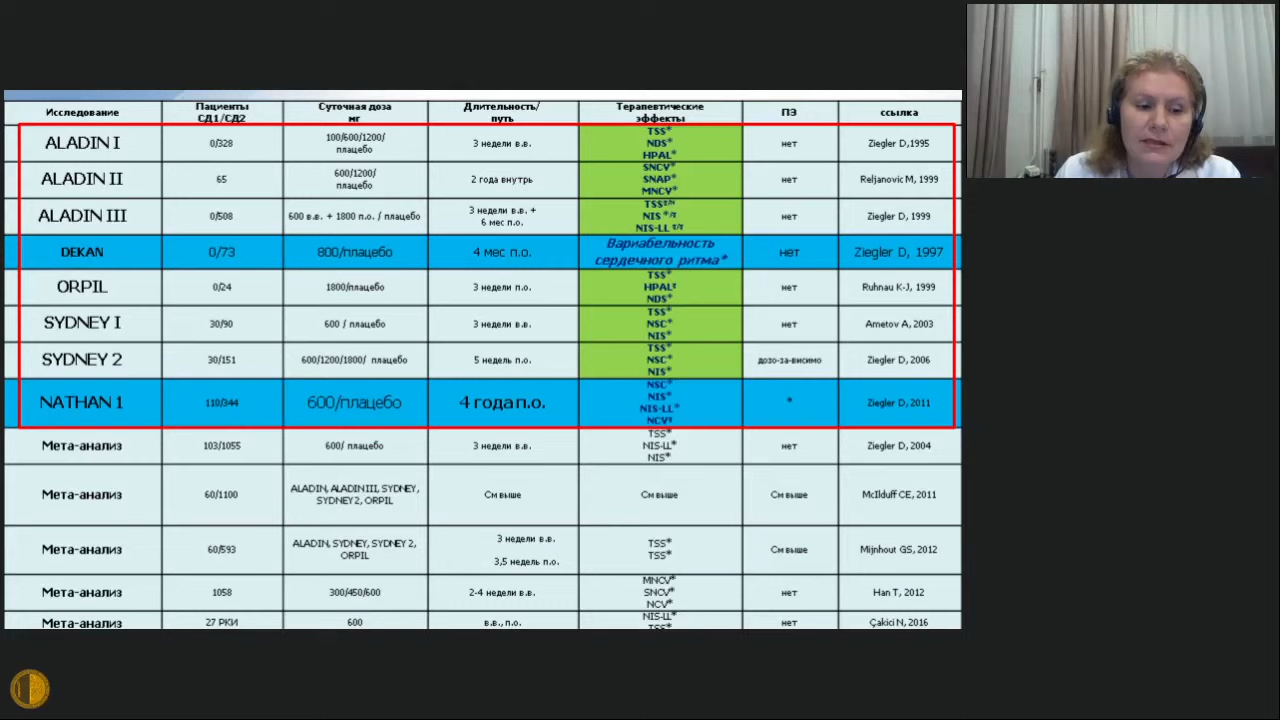 Исследование
Пациенты
СД1/СД2
Суточная доза
мг
Длительность/
путь
Терапевтические
эффекты
ПЭ
ссылка
ALADIN I
0/328
100/600/1200/
плацебо
3 недели в.в.
TSS*
NDS*
HPAL*
нет
Ziegler D,1995
ALADIN II
65
600/1200/
плацебо
2 года внутрь
SNCV*
SNAP*
MNCV*
нет
Reljanovic M, 1999
ALADIN III
0/508
600 в.в. + 1800 п.о. / плацебо
3 недели в.в. +
6 мес п.о.
TSS
NIS
NIS-LL
нет
Ziegler D, 1999
DEKAN
0/73
800/плацебо
4 мес п.о.
Вариабельность
сердечного ритма*
нет
Ziegler D, 1997
ORPIL
0/24
1800/плацебо
3 недели п.о.
TSS*
HPAL
NDS*
нет
Ruhnau K-J, 1999
SYDNEY I
30/90
600 / плацебо
3 недели в.в.
TSS*
NSC*
NIS*
нет
Ametov A, 2003
SYDNEY 2
30/151
600/1200/1800/ плацебо
5 недель п.о.
TSS*
NSC*
NIS*
дозо-за-висимо
Ziegler D, 2006
NATHAN 1
110/344
600/плацебо
4 года п.о.
NSC*
NIS*
NIS-LL*
NCV
*
Ziegler D, 2011
Мета-анализ
103/1055
600/ плацебо
3 недели в.в.
TSS*
NIS-LL*
NIS*
нет
Ziegler D, 2004
Мета-анализ
60/1100
ALADIN, ALADIN III, SYDNEY,
SYDNEY 2, ORPIL
См выше
См выше
См выше
McIlduff CE, 2011
Мета-анализ
60/593
ALADIN, SYDNEY, SYDNEY 2,
ORPIL
3 недели в.в.
3,5 недель п.о.
TSS*
TSS*
См выше
Mijnhout GS, 2012
Мета-анализ
1058
300/450/600
2-4 недели в.в.
MNCV*
SNCV*
NCV*
нет
Han T, 2012
Мета-анализ
27 РКИ
600
в.в., п.о.
NIS-LL*
TSS*
нет
Çakici N, 2016